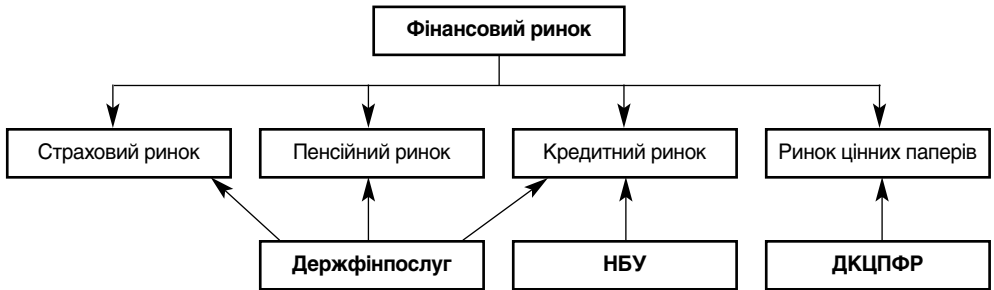 Фінансовий ринок
Страховий ринок
Пенсійний ринок
Кредитний ринок
Ринок цінних паперів
Держфінпослуг
НБУ
ДКЦПФР